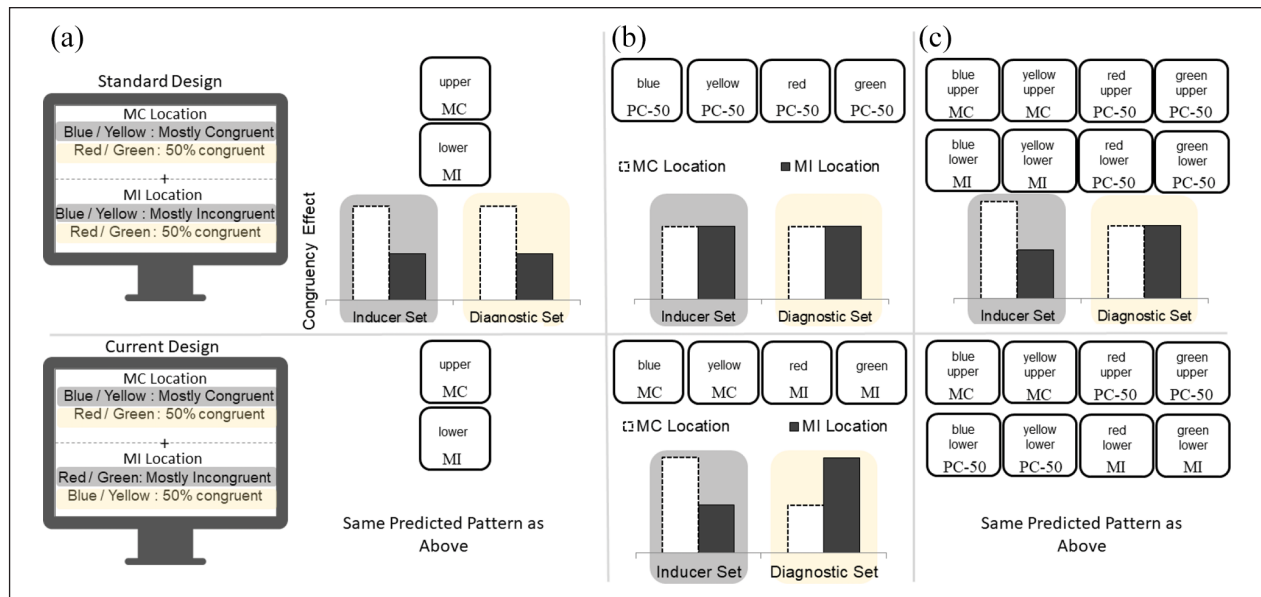 (a)
Standard Design
MC Location
Blue / Yellow : Mostly Congruent
Red / Green : 50% congruent
+
MI Location
Blue / Yellow : Mostly Incongruent
Red / Green : 50% congruent
upper
MC
lower
MI
Congruency Effect
Inducer Set
Diagnostic Set
(b)
blue
PC-50
yellow
PC-50
red
PC-50
green
PC-50
MC Location
MI Location
Inducer Set
Diagnostic Set
(c)
blue
upper
MC
yellow
upper
MC
red
upper
PC-50
green
upper
PC-50
blue
lower
MI
yellow
lower
MI
red
lower
PC-50
green
lower
PC-50
Inducer Set
Diagnostic Set
Current Design
MC Location
Blue / Yellow : Mostly Congruent
Red / Green : 50% congruent
+
MI Location
Red / Green: Mostly Incongruent
Blue / Yellow : 50% congruent
upper
MC
lower
MI
Same Predicted Pattern as
Above
blue
MC
yellow
MC
red
MI
green
MI
MC Location
MI Location
Inducer Set
Diagnostic Set
blue
upper
MC
yellow
upper
MC
red
upper
PC-50
green
upper
PC-50
blue
lower
PC-50
yellow
lower
PC-50
red
lower
MI
green
lower
MI
Same Predicted Pattern as
Above